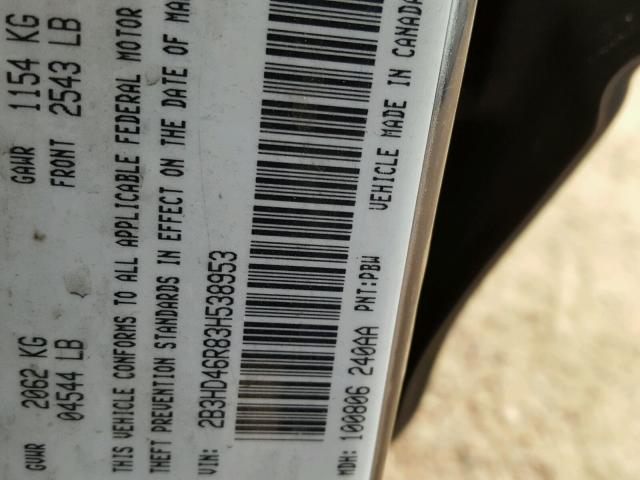 GVWR 2062 KG GAWR 1154 KG
04544 LB FRONT 2543 LB
THIS VEHICLE CONFORMS TO ALL APPLICABLE FEDERAL MOTOR
THEFT PREVENTION STANDARDS IN EFFECT ON THE DATE OF MA
VIN: 2B3HD46R83H538953
MDH: 100806 240AA PNT:PBW VEHICLE MADE IN CANADA